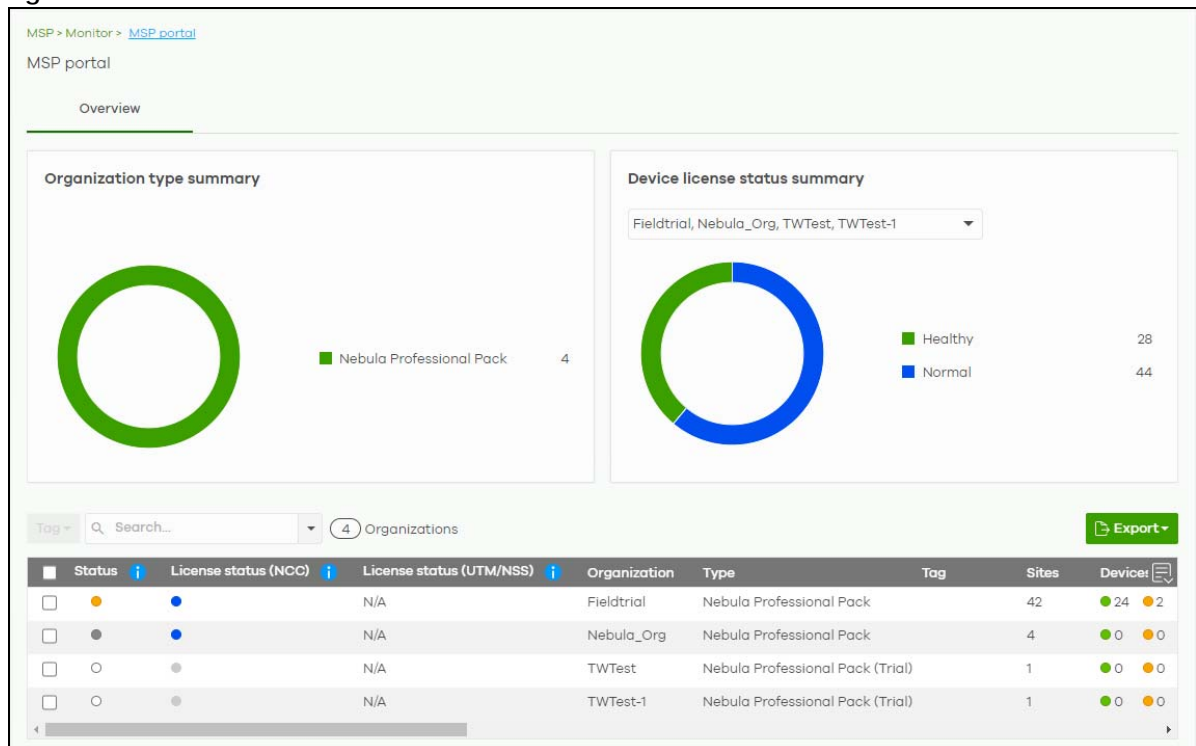 MSP > Monitor > MSP portal
MSP portal
Overview
Organization type summary
Nebula Professional Pack 4
Device license status summary
Fieldtrial, Nebula_Org, TWTest, TWTest-1
Healthy 28
Normal 44
Tag Search... 4 Organizations Export
Status i License status (NCC) i License status (UTM/NSS) i Organization Type Tag Sites
N/A Fieldtrial Nebula Professional Pack 42 24 2
N/A Nebula_Org Nebula Professional Pack 4 0 0
N/A TWTest Nebula Professional Pack (Trial) 1 0 0
N/A TWTest-1 Nebula Professional Pack (Trial) 1 0 0